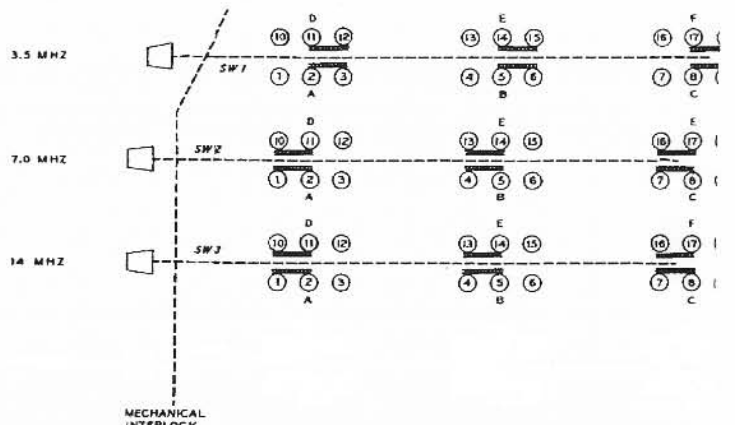 D E F
10 11 12 13 14 15 16 17
3.5 MHZ
SW1
1 2 3 4 5 6 7 8
A B C
D E E
10 11 12 13 14 15 16 17
7.0 MHZ SW2
1 2 3 4 5 6 7 8
A B C
D E F
10 11 12 13 14 15 16 17
14 MHZ SW3
1 2 3 4 5 6 7 8
A B C
MECHANICAL
INTERLOCK